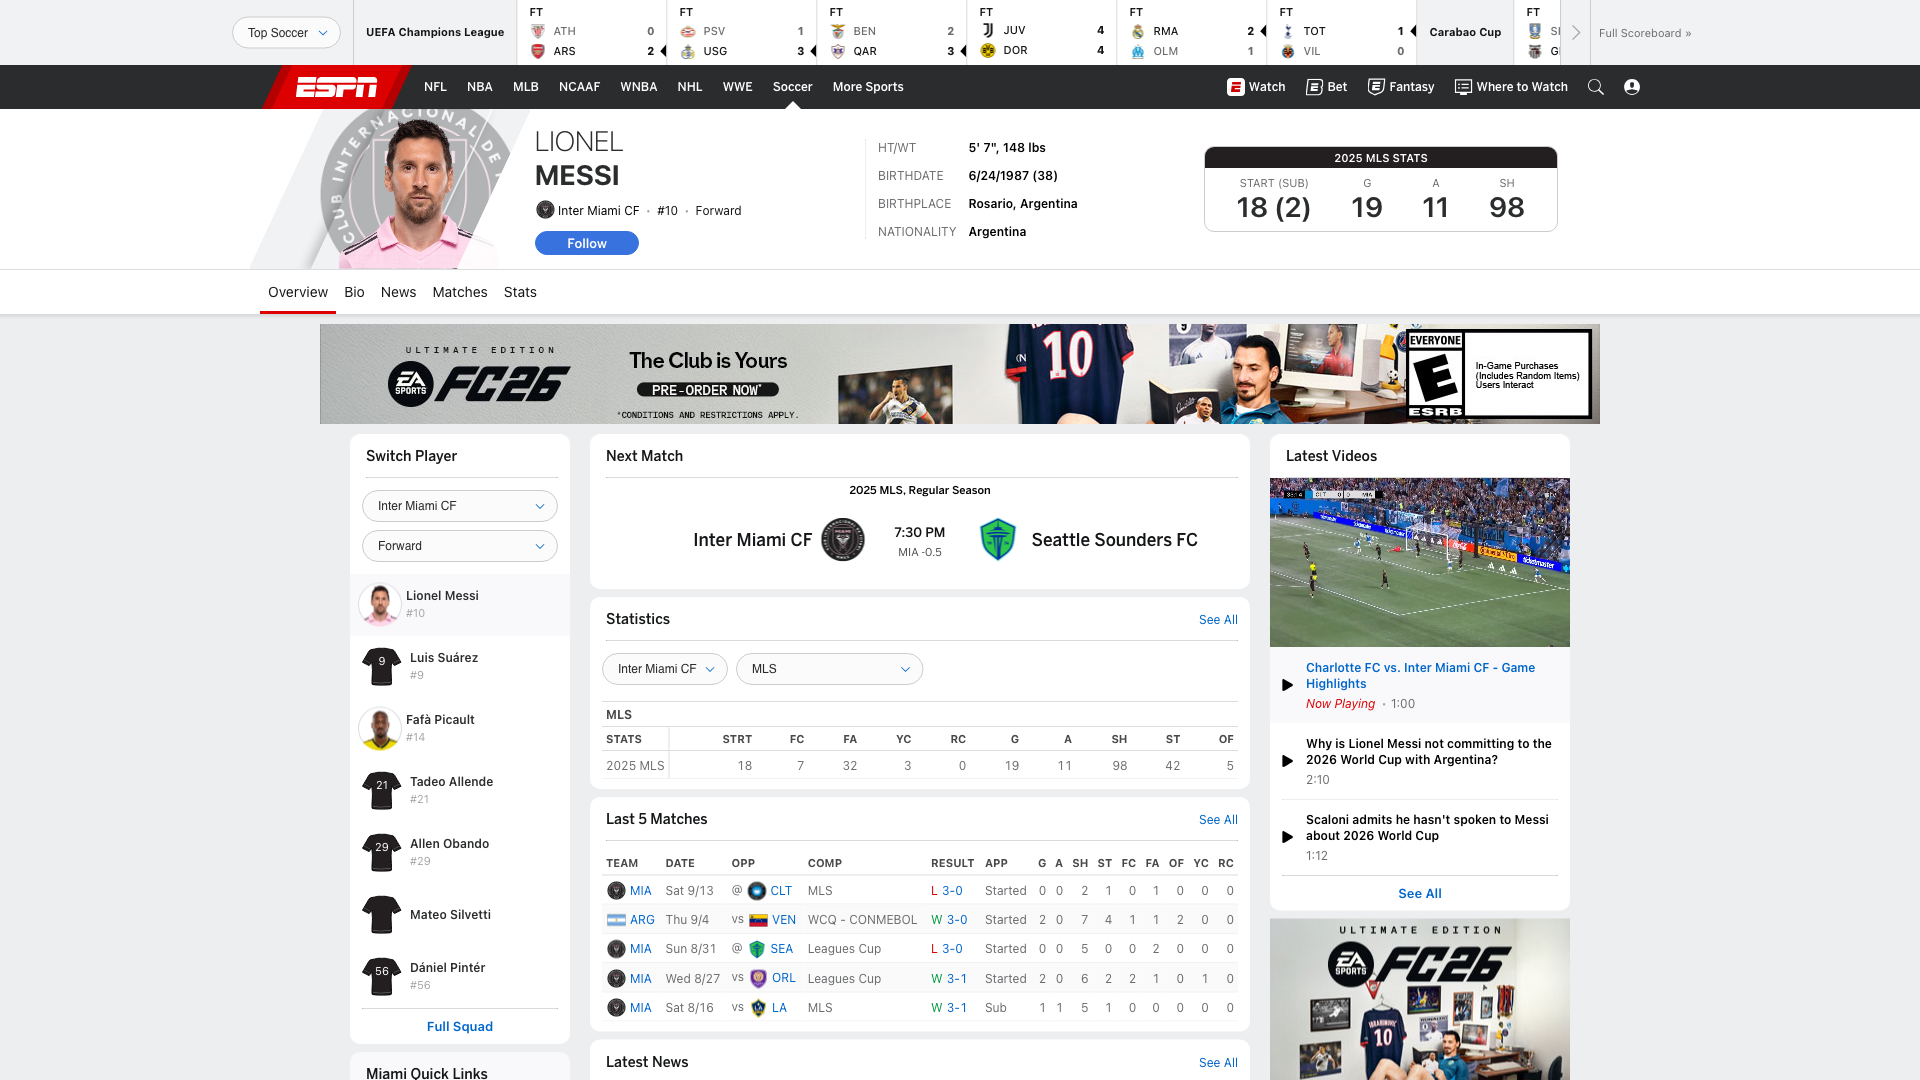 Top Soccer
UEFA Champions League
FT
ATH 0
ARS 2
FT
PSV 1
USG 3
FT
BEN 2
QAR 3
FT
JUV 4
DOR 4
FT
RMA 2
OLM 1
FT
TOT 1
VIL 0
Carabao Cup
FT
Full Scoreboard »
ESPN
NFL NBA MLB NCAAF WNBA NHL WWE Soccer More Sports
Watch Bet Fantasy Where to Watch
LIONEL
MESSI
Inter Miami CF • #10 • Forward
Follow
HT/WT 5' 7", 148 lbs
BIRTHDATE 6/24/1987 (38)
BIRTHPLACE Rosario, Argentina
NATIONALITY Argentina
2025 MLS STATS
START (SUB) G A SH
18 (2) 19 11 98
Overview Bio News Matches Stats
ULTIMATE EDITION
EA SPORTS FC26
The Club is Yours
PRE-ORDER NOW*
*CONDITIONS AND RESTRICTIONS APPLY.
10
EVERYONE
E
ESRB
In-Game Purchases
(Includes Random Items)
Users Interact
Switch Player
Inter Miami CF
Forward
Lionel Messi
#10
9
Luis Suárez
#9
Fafà Picault
#14
21
Tadeo Allende
#21
29
Allen Obando
#29
Mateo Silvetti
56
Dániel Pintér
#56
Full Squad
Miami Quick Links
Next Match
2025 MLS, Regular Season
Inter Miami CF
7:30 PM
MIA -0.5
Seattle Sounders FC
Statistics
See All
Inter Miami CF
MLS
MLS
STATS STRT FC FA YC RC G A SH ST OF
2025 MLS 18 7 32 3 0 19 11 98 42 5
Last 5 Matches
See All
TEAM DATE OPP COMP RESULT APP G A SH ST FC FA OF YC RC
MIA Sat 9/13 @ CLT MLS L 3-0 Started 0 0 2 1 0 1 0 0 0
ARG Thu 9/4 vs VEN WCQ - CONMEBOL W 3-0 Started 2 0 7 4 1 1 2 0 0
MIA Sun 8/31 @ SEA Leagues Cup L 3-0 Started 0 0 5 0 0 2 0 0 0
MIA Wed 8/27 vs ORL Leagues Cup W 3-1 Started 2 0 6 2 2 1 0 1 0
MIA Sat 8/16 vs LA MLS W 3-1 Sub 1 1 5 1 0 0 0 0 0
Latest News
See All
Latest Videos
Charlotte FC vs. Inter Miami CF - Game
Highlights
Now Playing • 1:00
Why is Lionel Messi not committing to the
2026 World Cup with Argentina?
2:10
Scaloni admits he hasn't spoken to Messi
about 2026 World Cup
1:12
See All
ULTIMATE EDITION
EA SPORTS FC26
IBRAHIMOVIĆ
10